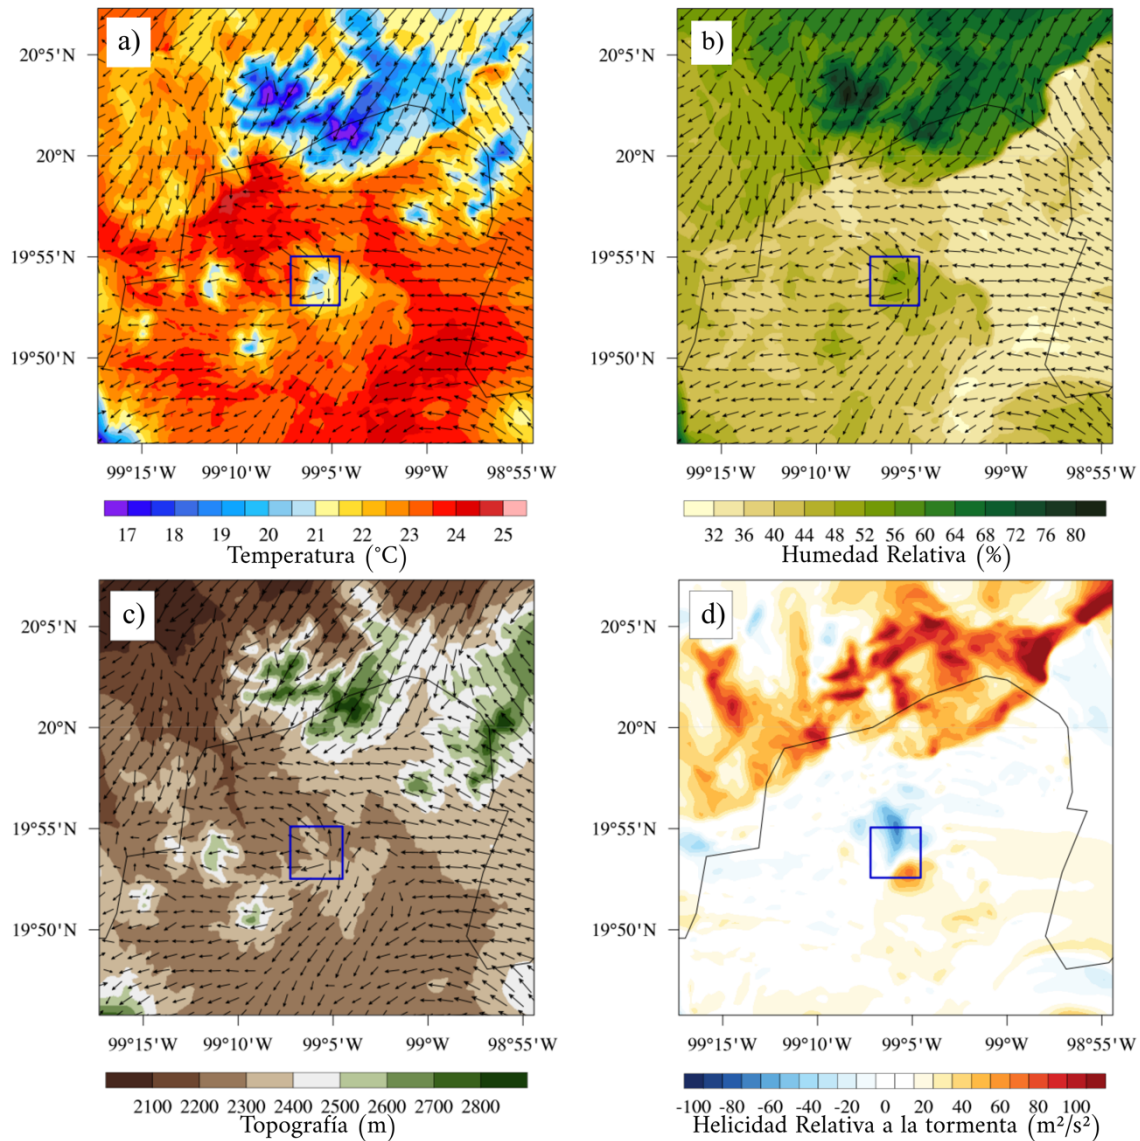 a)
b)
20°5'N
20°N
19°55'N
19°50'N
20°5'N
20°N
19°55'N
19°50'N
99°15'W 99°10'W 99°5'W 99°W 98°55'W
99°15'W 99°10'W 99°5'W 99°W 98°55'W
17 18 19 20 21 22 23 24 25
Temperatura (°C)
32 36 40 44 48 52 56 60 64 68 72 76 80
Humedad Relativa (%)
c)
d)
20°5'N
20°N
19°55'N
19°50'N
20°5'N
20°N
19°55'N
19°50'N
99°15'W 99°10'W 99°5'W 99°W 98°55'W
99°15'W 99°10'W 99°5'W 99°W 98°55'W
2100 2200 2300 2400 2500 2600 2700 2800
Topografía (m)
-100 -80 -60 -40 -20 0 20 40 60 80 100
Helicidad Relativa a la tormenta (m²/s²)